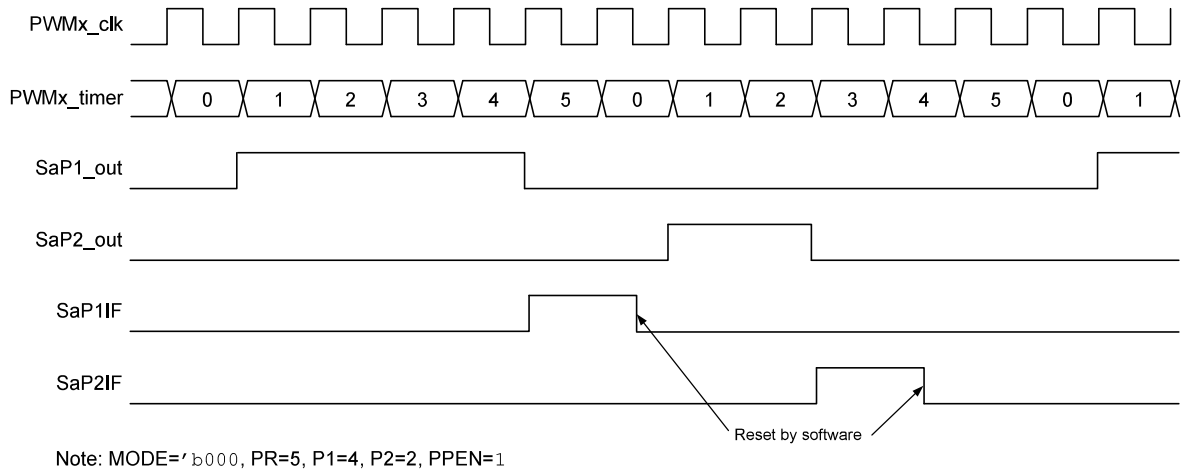 PWMx_clk
PWMx_timer 0 1 2 3 4 5 0 1 2 3 4 5 0 1
SaP1_out
SaP2_out
SaP1IF
SaP2IF
Reset by software
Note: MODE='b000, PR=5, P1=4, P2=2, PPEN=1